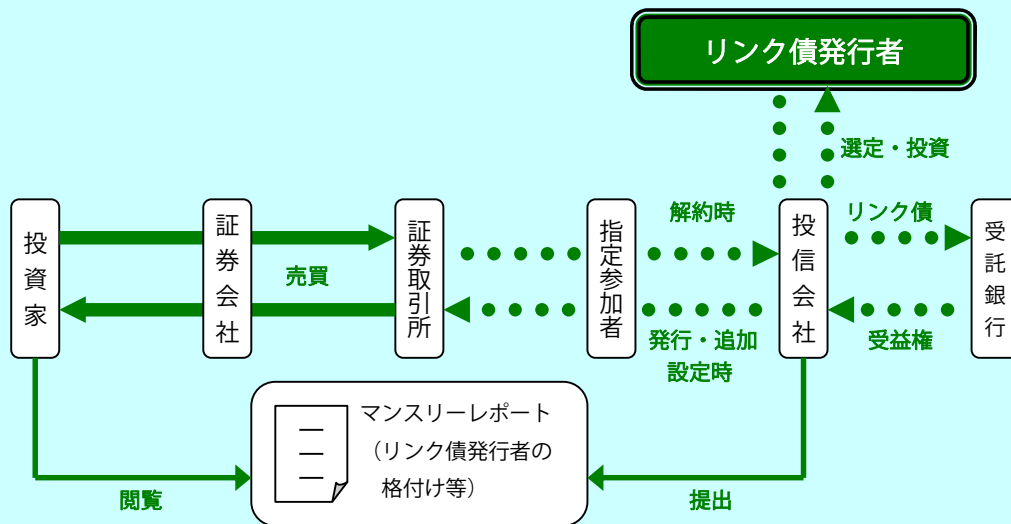 リンク債発行者
選定・投資
投資家
証券会社
売買
証券取引所
指定参加者
解約時
発行・追加
設定時
投信会社
リンク債
受益権
受託銀行
マンスリーレポート
（リンク債発行者の
格付け等）
閲覧
提出